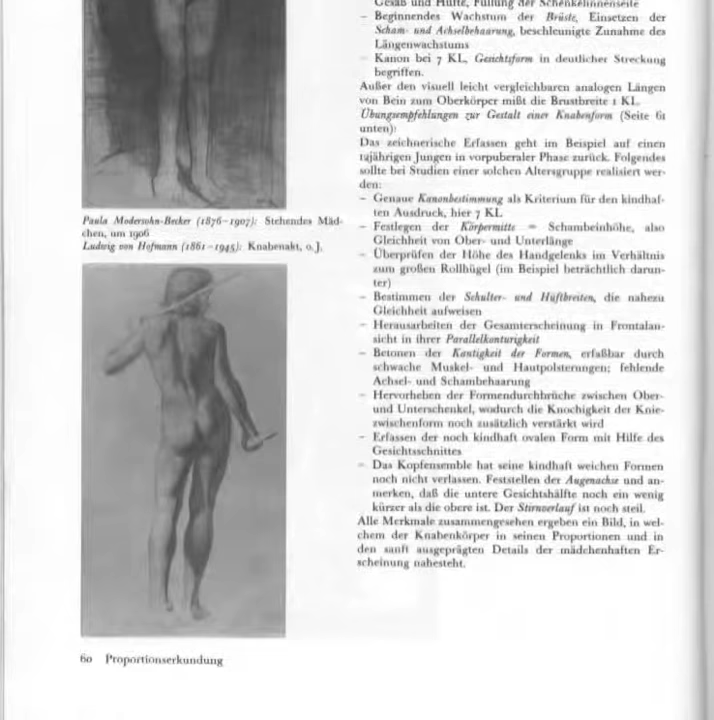 Paula Modersohn-Becker (1876–1907): Stehendes Mäd-
chen, um 1906
Ludwig von Hofmann (1861–1945): Knabenakt, o. J.
60 Proportionserkundung
Gesäß und Hüfte, Füllung der Schenkelinnenseite
– Beginnendes Wachstum der Brüste, Einsetzen der
Scham- und Achselbehaarung, beschleunigte Zunahme des
Längenwachstums
– Kanon bei 7 KL, Gesichtsform in deutlicher Streckung
begriffen.
Außer den visuell leicht vergleichbaren analogen Längen
von Bein zum Oberkörper mißt die Brustbreite 1 KL.
Übungsempfehlungen zur Gestalt einer Knabenform (Seite 61
unten):
Das zeichnerische Erfassen geht im Beispiel auf einen
12jährigen Jungen in vorpuberaler Phase zurück. Folgendes
sollte bei Studien einer solchen Altersgruppe realisiert wer-
den:
– Genaue Kanonbestimmung als Kriterium für den kindhaf-
ten Ausdruck, hier 7 KL
– Festlegen der Körpermitte = Schambeinhöhe, also
Gleichheit von Ober- und Unterlänge
– Überprüfen der Höhe des Handgelenks im Verhältnis
zum großen Rollhügel (im Beispiel beträchtlich darun-
ter)
– Bestimmen der Schulter- und Hüftbreiten, die nahezu
Gleichheit aufweisen
– Herausarbeiten der Gesamterscheinung in Frontalan-
sicht in ihrer Parallelkonturigkeit
– Betonen der Kantigkeit der Formen, erfaßbar durch
schwache Muskel- und Hautpolsterungen; fehlende
Achsel- und Schambehaarung
– Hervorheben der Formendurchbrüche zwischen Ober-
und Unterschenkel, wodurch die Knochigkeit der Knie-
zwischenform noch zusätzlich verstärkt wird
– Erfassen der noch kindhaft ovalen Form mit Hilfe des
Gesichtsschnittes
– Das Kopfensemble hat seine kindhaft weichen Formen
noch nicht verlassen. Feststellen der Augenachse und an-
merken, daß die untere Gesichtshälfte noch ein wenig
kürzer als die obere ist. Der Stirnverlauf ist noch steil.
Alle Merkmale zusammengesehen ergeben ein Bild, in wel-
chem der Knabenkörper in seinen Proportionen und in
den sanft ausgeprägten Details der mädchenhaften Er-
scheinung nahesteht.